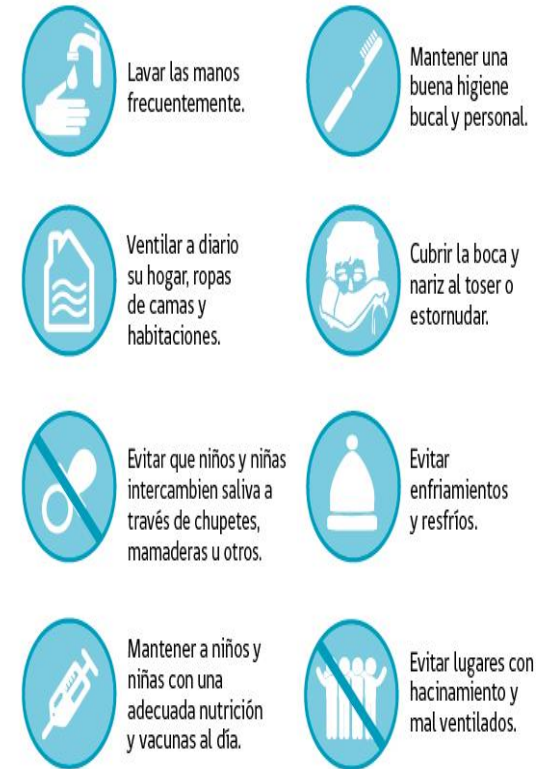 Lavar las manos
frecuentemente.
Mantener una
buena higiene
bucal y personal.
Ventilar a diario
su hogar, ropas
de camas y
habitaciones.
Cubrir la boca y
nariz al toser o
estornudar.
Evitar que niños y niñas
intercambien saliva a
través de chupetes,
mamaderas u otros.
Evitar
enfriamientos
y resfríos.
Mantener a niños y
niñas con una
adecuada nutrición
y vacunas al día.
Evitar lugares con
hacinamiento y
mal ventilados.